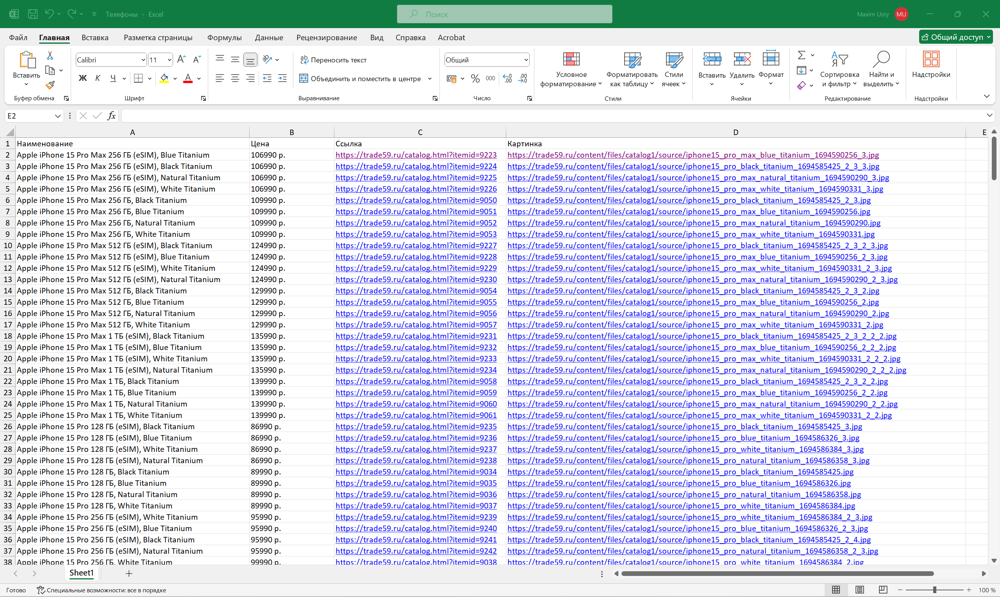 Телефоны - Excel
Поиск
Maxim Usty MU
Файл Главная Вставка Разметка страницы Формулы Данные Рецензирование Вид Справка Acrobat Общий доступ
Calibri 11 Переносить текст Общий
Вставить Ж К Ч Объединить и поместить в центре % 000 Условное форматирование Форматировать как таблицу Стили ячеек Вставить Удалить Формат Сортировка и фильтр Найти и выделить Надстройки
Буфер обмена Шрифт Выравнивание Число Стили Ячейки Редактирование Надстройки
E2 fx
A B C D E
1 Наименование Цена Ссылка Картинка
2 Apple iPhone 15 Pro Max 256 ГБ (eSIM), Blue Titanium 106990 р. https://trade59.ru/catalog.html?itemid=9223 https://trade59.ru/content/files/catalog1/source/iphone15_pro_max_blue_titanium_1694590256_3.jpg
3 Apple iPhone 15 Pro Max 256 ГБ (eSIM), Black Titanium 106990 р. https://trade59.ru/catalog.html?itemid=9224 https://trade59.ru/content/files/catalog1/source/iphone15_pro_black_titanium_1694585425_2_3_3.jpg
4 Apple iPhone 15 Pro Max 256 ГБ (eSIM), Natural Titanium 106990 р. https://trade59.ru/catalog.html?itemid=9225 https://trade59.ru/content/files/catalog1/source/iphone15_pro_max_natural_titanium_1694590290_3.jpg
5 Apple iPhone 15 Pro Max 256 ГБ (eSIM), White Titanium 106990 р. https://trade59.ru/catalog.html?itemid=9226 https://trade59.ru/content/files/catalog1/source/iphone15_pro_max_white_titanium_1694590331_3.jpg
6 Apple iPhone 15 Pro Max 256 ГБ, Black Titanium 109990 р. https://trade59.ru/catalog.html?itemid=9050 https://trade59.ru/content/files/catalog1/source/iphone15_pro_black_titanium_1694585425_2_3.jpg
7 Apple iPhone 15 Pro Max 256 ГБ, Blue Titanium 109990 р. https://trade59.ru/catalog.html?itemid=9051 https://trade59.ru/content/files/catalog1/source/iphone15_pro_max_blue_titanium_1694590256.jpg
8 Apple iPhone 15 Pro Max 256 ГБ, Natural Titanium 109990 р. https://trade59.ru/catalog.html?itemid=9052 https://trade59.ru/content/files/catalog1/source/iphone15_pro_max_natural_titanium_1694590290.jpg
9 Apple iPhone 15 Pro Max 256 ГБ, White Titanium 109990 р. https://trade59.ru/catalog.html?itemid=9053 https://trade59.ru/content/files/catalog1/source/iphone15_pro_max_white_titanium_1694590331.jpg
10 Apple iPhone 15 Pro Max 512 ГБ (eSIM), Black Titanium 124990 р. https://trade59.ru/catalog.html?itemid=9227 https://trade59.ru/content/files/catalog1/source/iphone15_pro_black_titanium_1694585425_2_3_2_3.jpg
11 Apple iPhone 15 Pro Max 512 ГБ (eSIM), Blue Titanium 124990 р. https://trade59.ru/catalog.html?itemid=9228 https://trade59.ru/content/files/catalog1/source/iphone15_pro_max_blue_titanium_1694590256_2_3.jpg
12 Apple iPhone 15 Pro Max 512 ГБ (eSIM), White Titanium 124990 р. https://trade59.ru/catalog.html?itemid=9229 https://trade59.ru/content/files/catalog1/source/iphone15_pro_max_white_titanium_1694590331_2_3.jpg
13 Apple iPhone 15 Pro Max 512 ГБ (eSIM), Natural Titanium 124990 р. https://trade59.ru/catalog.html?itemid=9230 https://trade59.ru/content/files/catalog1/source/iphone15_pro_max_natural_titanium_1694590290_2_3.jpg
14 Apple iPhone 15 Pro Max 512 ГБ, Black Titanium 129990 р. https://trade59.ru/catalog.html?itemid=9054 https://trade59.ru/content/files/catalog1/source/iphone15_pro_black_titanium_1694585425_2_3_2.jpg
15 Apple iPhone 15 Pro Max 512 ГБ, Blue Titanium 129990 р. https://trade59.ru/catalog.html?itemid=9055 https://trade59.ru/content/files/catalog1/source/iphone15_pro_max_blue_titanium_1694590256_2.jpg
16 Apple iPhone 15 Pro Max 512 ГБ, Natural Titanium 129990 р. https://trade59.ru/catalog.html?itemid=9056 https://trade59.ru/content/files/catalog1/source/iphone15_pro_max_natural_titanium_1694590290_2.jpg
17 Apple iPhone 15 Pro Max 512 ГБ, White Titanium 129990 р. https://trade59.ru/catalog.html?itemid=9057 https://trade59.ru/content/files/catalog1/source/iphone15_pro_max_white_titanium_1694590331_2.jpg
18 Apple iPhone 15 Pro Max 1 ТБ (eSIM), Black Titanium 135990 р. https://trade59.ru/catalog.html?itemid=9231 https://trade59.ru/content/files/catalog1/source/iphone15_pro_black_titanium_1694585425_2_3_2_2_2.jpg
19 Apple iPhone 15 Pro Max 1 ТБ (eSIM), Blue Titanium 135990 р. https://trade59.ru/catalog.html?itemid=9232 https://trade59.ru/content/files/catalog1/source/iphone15_pro_max_blue_titanium_1694590256_2_2_2.jpg
20 Apple iPhone 15 Pro Max 1 ТБ (eSIM), White Titanium 135990 р. https://trade59.ru/catalog.html?itemid=9233 https://trade59.ru/content/files/catalog1/source/iphone15_pro_max_white_titanium_1694590331_2_2_2.jpg
21 Apple iPhone 15 Pro Max 1 ТБ (eSIM), Natural Titanium 135990 р. https://trade59.ru/catalog.html?itemid=9234 https://trade59.ru/content/files/catalog1/source/iphone15_pro_max_natural_titanium_1694590290_2_2_2.jpg
22 Apple iPhone 15 Pro Max 1 ТБ, Black Titanium 139990 р. https://trade59.ru/catalog.html?itemid=9058 https://trade59.ru/content/files/catalog1/source/iphone15_pro_black_titanium_1694585425_2_3_2_2.jpg
23 Apple iPhone 15 Pro Max 1 ТБ, Blue Titanium 139990 р. https://trade59.ru/catalog.html?itemid=9059 https://trade59.ru/content/files/catalog1/source/iphone15_pro_max_blue_titanium_1694590256_2_2.jpg
24 Apple iPhone 15 Pro Max 1 ТБ, Natural Titanium 139990 р. https://trade59.ru/catalog.html?itemid=9060 https://trade59.ru/content/files/catalog1/source/iphone15_pro_max_natural_titanium_1694590290_2_2.jpg
25 Apple iPhone 15 Pro Max 1 ТБ, White Titanium 139990 р. https://trade59.ru/catalog.html?itemid=9061 https://trade59.ru/content/files/catalog1/source/iphone15_pro_max_white_titanium_1694590331_2_2.jpg
26 Apple iPhone 15 Pro 128 ГБ (eSIM), Black Titanium 86990 р. https://trade59.ru/catalog.html?itemid=9235 https://trade59.ru/content/files/catalog1/source/iphone15_pro_black_titanium_1694585425_3.jpg
27 Apple iPhone 15 Pro 128 ГБ (eSIM), Blue Titanium 86990 р. https://trade59.ru/catalog.html?itemid=9236 https://trade59.ru/content/files/catalog1/source/iphone15_pro_blue_titanium_1694586326_3.jpg
28 Apple iPhone 15 Pro 128 ГБ (eSIM), White Titanium 86990 р. https://trade59.ru/catalog.html?itemid=9237 https://trade59.ru/content/files/catalog1/source/iphone15_pro_white_titanium_1694586384_3.jpg
29 Apple iPhone 15 Pro 128 ГБ (eSIM), Natural Titanium 86990 р. https://trade59.ru/catalog.html?itemid=9238 https://trade59.ru/content/files/catalog1/source/iphone15_pro_natural_titanium_1694586358_3.jpg
30 Apple iPhone 15 Pro 128 ГБ, Black Titanium 89990 р. https://trade59.ru/catalog.html?itemid=9034 https://trade59.ru/content/files/catalog1/source/iphone15_pro_black_titanium_1694585425.jpg
31 Apple iPhone 15 Pro 128 ГБ, Blue Titanium 89990 р. https://trade59.ru/catalog.html?itemid=9035 https://trade59.ru/content/files/catalog1/source/iphone15_pro_blue_titanium_1694586326.jpg
32 Apple iPhone 15 Pro 128 ГБ, Natural Titanium 89990 р. https://trade59.ru/catalog.html?itemid=9036 https://trade59.ru/content/files/catalog1/source/iphone15_pro_natural_titanium_1694586358.jpg
33 Apple iPhone 15 Pro 128 ГБ, White Titanium 89990 р. https://trade59.ru/catalog.html?itemid=9037 https://trade59.ru/content/files/catalog1/source/iphone15_pro_white_titanium_1694586384.jpg
34 Apple iPhone 15 Pro 256 ГБ (eSIM), White Titanium 95990 р. https://trade59.ru/catalog.html?itemid=9239 https://trade59.ru/content/files/catalog1/source/iphone15_pro_white_titanium_1694586384_2_3.jpg
35 Apple iPhone 15 Pro 256 ГБ (eSIM), Blue Titanium 95990 р. https://trade59.ru/catalog.html?itemid=9240 https://trade59.ru/content/files/catalog1/source/iphone15_pro_blue_titanium_1694586326_2_3.jpg
36 Apple iPhone 15 Pro 256 ГБ (eSIM), Black Titanium 95990 р. https://trade59.ru/catalog.html?itemid=9241 https://trade59.ru/content/files/catalog1/source/iphone15_pro_black_titanium_1694585425_2_4.jpg
37 Apple iPhone 15 Pro 256 ГБ (eSIM), Natural Titanium 95990 р. https://trade59.ru/catalog.html?itemid=9242 https://trade59.ru/content/files/catalog1/source/iphone15_pro_natural_titanium_1694586358_2_3.jpg
38 Apple iPhone 15 Pro 256 ГБ, White Titanium 99990 р. https://trade59.ru/catalog.html?itemid=9038 https://trade59.ru/content/files/catalog1/source/iphone15_pro_white_titanium_1694586384_2.jpg
Sheet1
Готово Специальные возможности: все в порядке 100 %